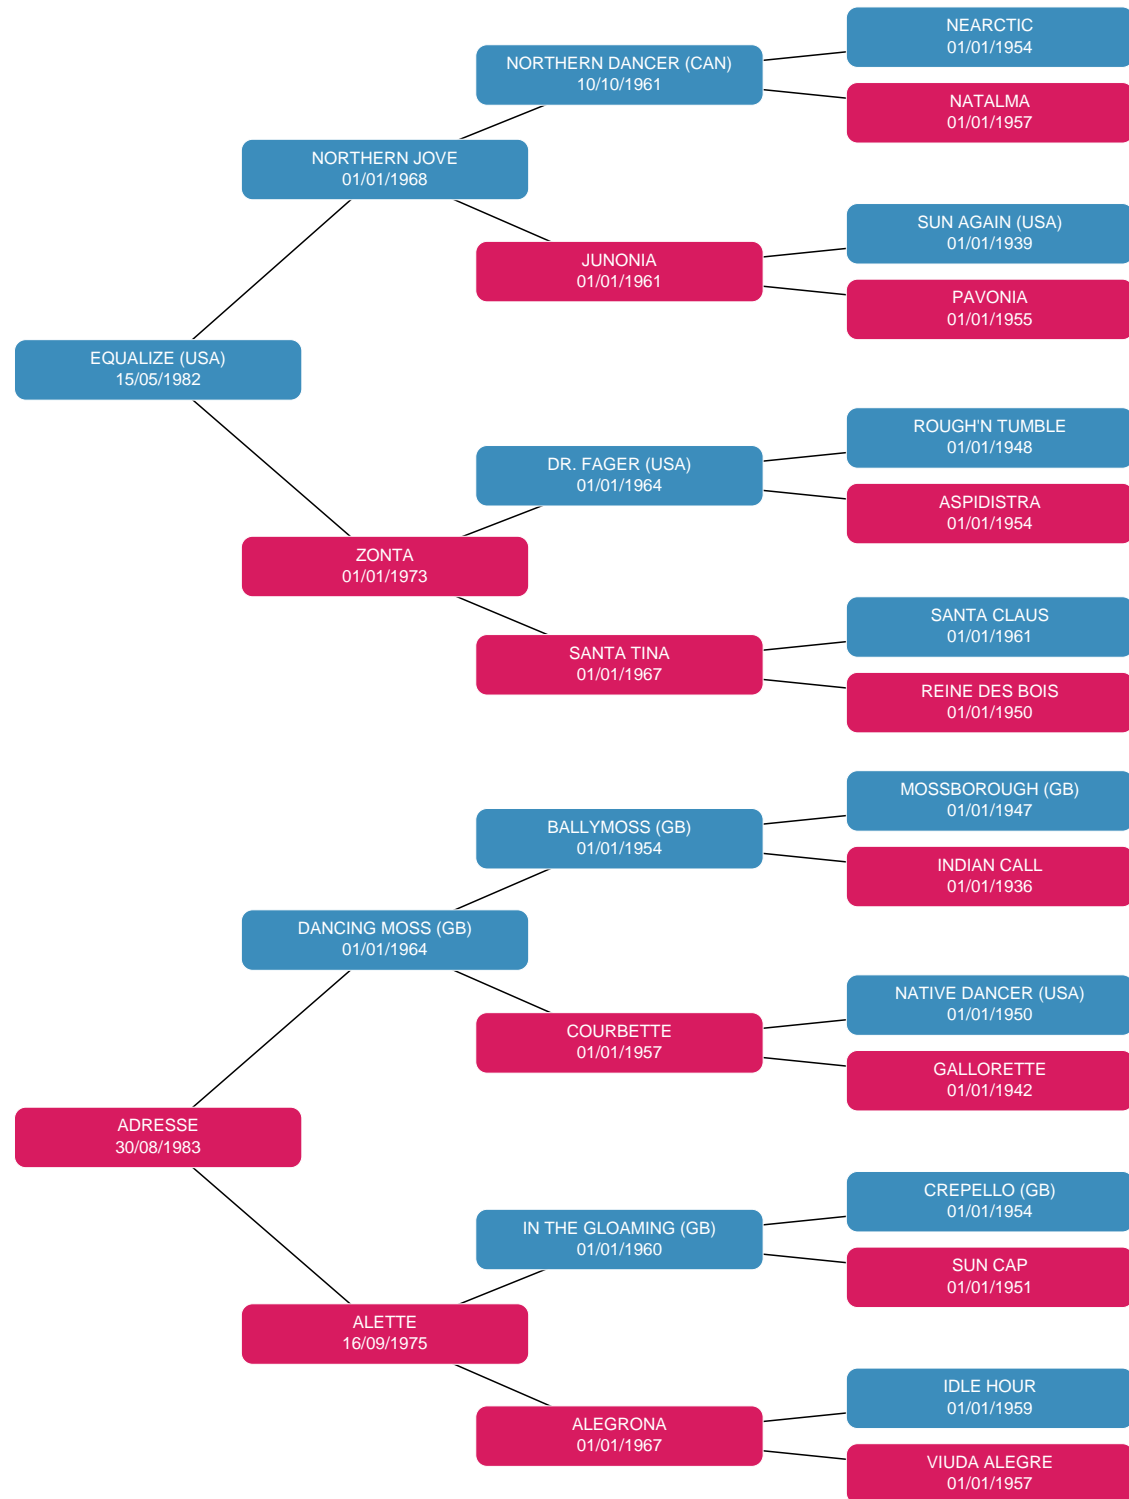 NEARCTIC
01/01/1954
NORTHERN DANCER (CAN)
10/10/1961
NATALMA
01/01/1957
NORTHERN JOVE
01/01/1968
SUN AGAIN (USA)
01/01/1939
JUNONIA
01/01/1961
PAVONIA
01/01/1955
EQUALIZE (USA)
15/05/1982
ROUGH'N TUMBLE
01/01/1948
DR. FAGER (USA)
01/01/1964
ASPIDISTRA
01/01/1954
ZONTA
01/01/1973
SANTA CLAUS
01/01/1961
SANTA TINA
01/01/1967
REINE DES BOIS
01/01/1950
MOSSBOROUGH (GB)
01/01/1947
BALLYMOSS (GB)
01/01/1954
INDIAN CALL
01/01/1936
DANCING MOSS (GB)
01/01/1964
NATIVE DANCER (USA)
01/01/1950
COURBETTE
01/01/1957
GALLORETTE
01/01/1942
ADRESSE
30/08/1983
CREPELLO (GB)
01/01/1954
IN THE GLOAMING (GB)
01/01/1960
SUN CAP
01/01/1951
ALETTE
16/09/1975
IDLE HOUR
01/01/1959
ALEGRONA
01/01/1967
VIUDA ALEGRE
01/01/1957